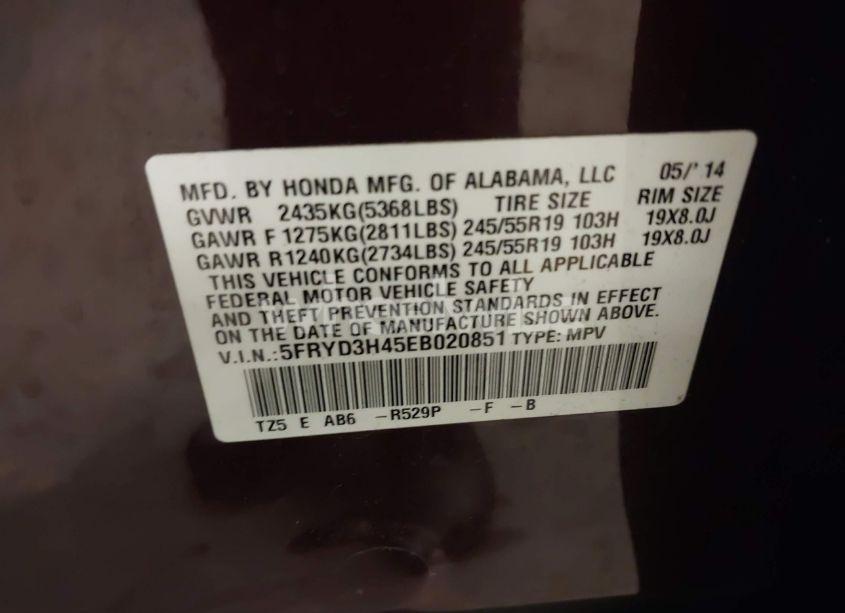 MFD. BY HONDA MFG. OF ALABAMA, LLC 05/' 14
GVWR 2435KG(5368LBS) TIRE SIZE RIM SIZE
GAWR F 1275KG(2811LBS) 245/55R19 103H 19X8.0J
GAWR R1240KG(2734LBS) 245/55R19 103H 19X8.0J
THIS VEHICLE CONFORMS TO ALL APPLICABLE
FEDERAL MOTOR VEHICLE SAFETY
AND THEFT PREVENTION STANDARDS IN EFFECT
ON THE DATE OF MANUFACTURE SHOWN ABOVE.
V.I.N.:5FRYD3H45EB020851 TYPE: MPV
TZ5 E AB6 -R529P -F -B